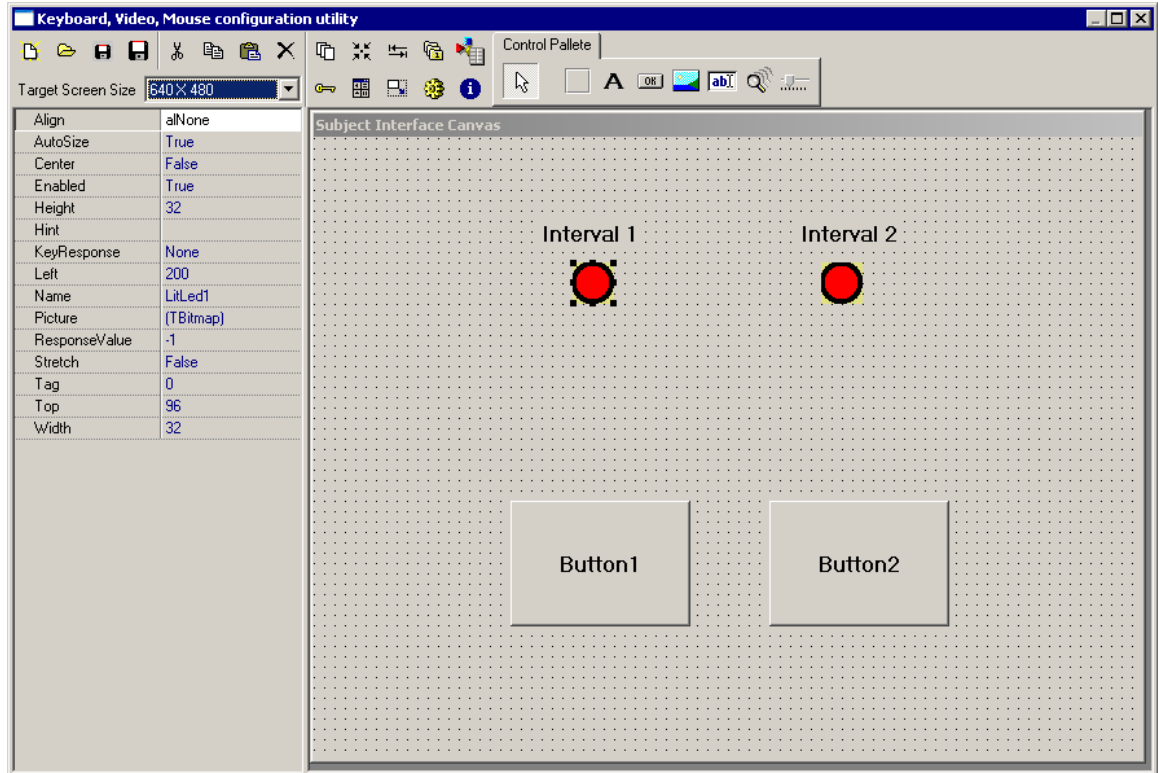 Keyboard, Video, Mouse configuration utility
Control Pallete
Target Screen Size 640 X 480
A OK abI
Align alNone
AutoSize True
Center False
Enabled True
Height 32
Hint
KeyResponse None
Left 200
Name LitLed1
Picture (TBitmap)
ResponseValue -1
Stretch False
Tag 0
Top 96
Width 32
Subject Interface Canvas
Interval 1 Interval 2
Button1 Button2